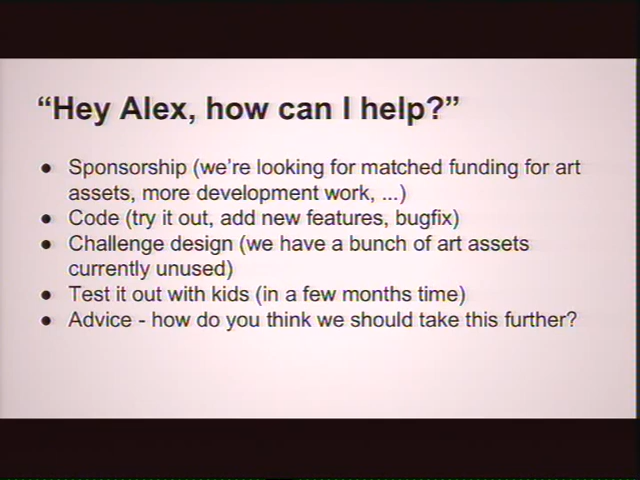 “Hey Alex, how can I help?”
● Sponsorship (we’re looking for matched funding for art
assets, more development work, ...)
● Code (try it out, add new features, bugfix)
● Challenge design (we have a bunch of art assets
currently unused)
● Test it out with kids (in a few months time)
● Advice - how do you think we should take this further?